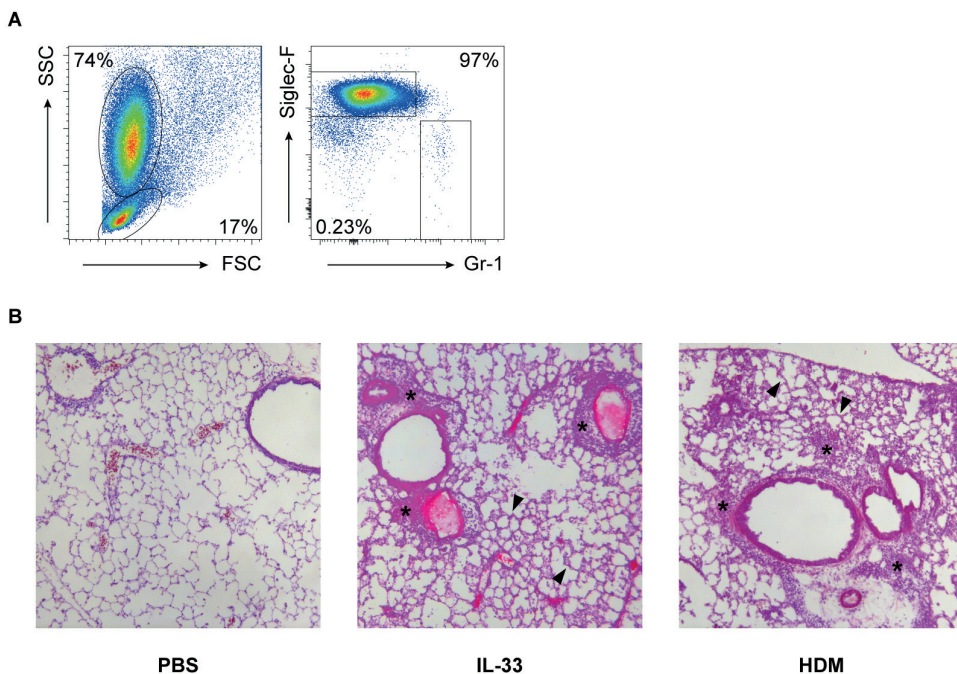 A
SSC
74%
17%
FSC
Siglec-F
97%
0.23%
Gr-1
B
*
*
*
*
*
*
PBS
IL-33
HDM